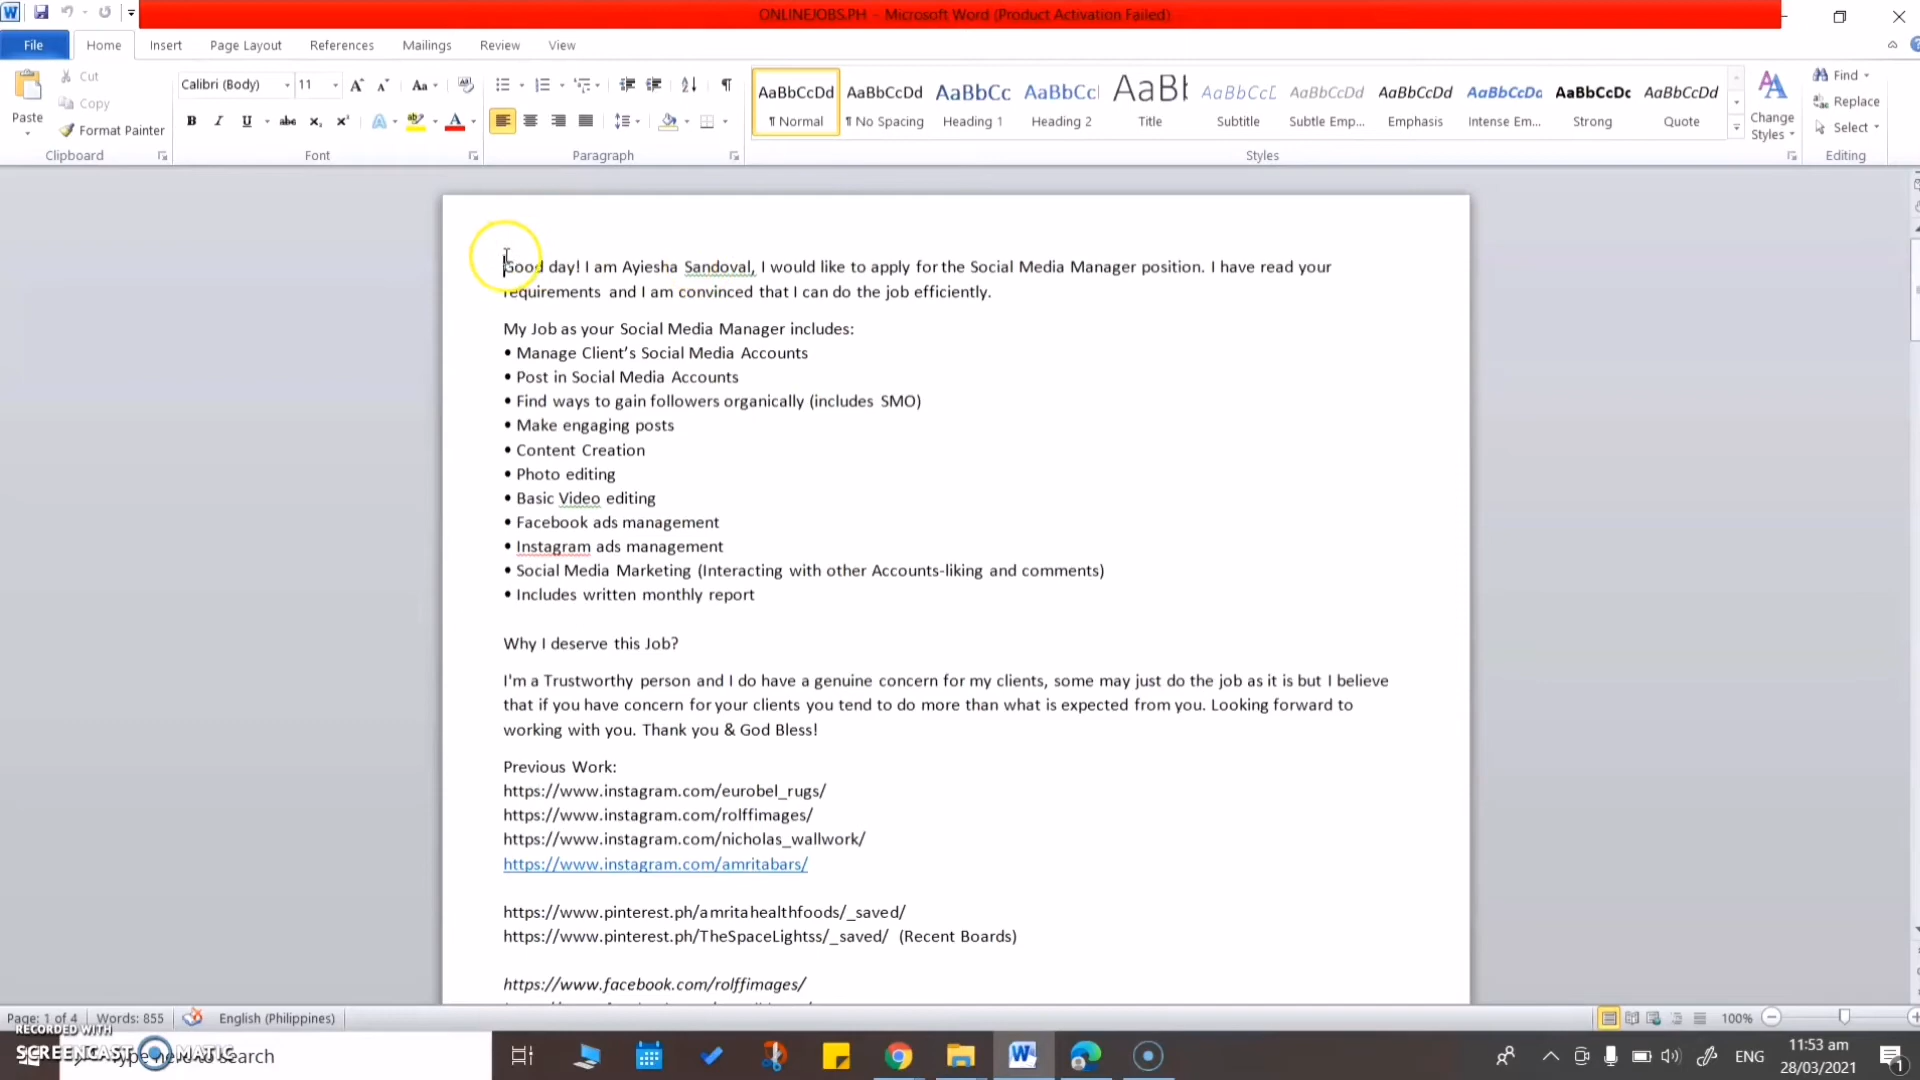 ONLINEJOBS.PH - Microsoft Word (Product Activation Failed)
File Home Insert Page Layout References Mailings Review View
Paste
Cut
Copy
Format Painter
Clipboard
Calibri (Body) 11
Font
Paragraph
AaBbCcDd AaBbCcDd AaBbCc AaBbCc AaBb AaBbCcD AaBbCcDd AaBbCcDd AaBbCcDd AaBbCcDd AaBbCcDd
¶ Normal ¶ No Spacing Heading 1 Heading 2 Title Subtitle Subtle Emp... Emphasis Intense Em... Strong Quote
Change Styles
Styles
Find
Replace
Select
Editing
Good day! I am Ayiesha Sandoval, I would like to apply for the Social Media Manager position. I have read your
requirements and I am convinced that I can do the job efficiently.
My Job as your Social Media Manager includes:
• Manage Client’s Social Media Accounts
• Post in Social Media Accounts
• Find ways to gain followers organically (includes SMO)
• Make engaging posts
• Content Creation
• Photo editing
• Basic Video editing
• Facebook ads management
• Instagram ads management
• Social Media Marketing (Interacting with other Accounts-liking and comments)
• Includes written monthly report
Why I deserve this Job?
I'm a Trustworthy person and I do have a genuine concern for my clients, some may just do the job as it is but I believe
that if you have concern for your clients you tend to do more than what is expected from you. Looking forward to
working with you. Thank you & God Bless!
Previous Work:
https://www.instagram.com/eurobel_rugs/
https://www.instagram.com/rolffimages/
https://www.instagram.com/nicholas_wallwork/
https://www.instagram.com/amritabars/
https://www.pinterest.ph/amritahealthfoods/_saved/
https://www.pinterest.ph/TheSpaceLightss/_saved/ (Recent Boards)
https://www.facebook.com/rolffimages/
Page: 1 of 4 Words: 855 English (Philippines) 100%
RECORDED WITH
SCREENCAST MATIC
Type here to search
ENG
11:53 am
28/03/2021